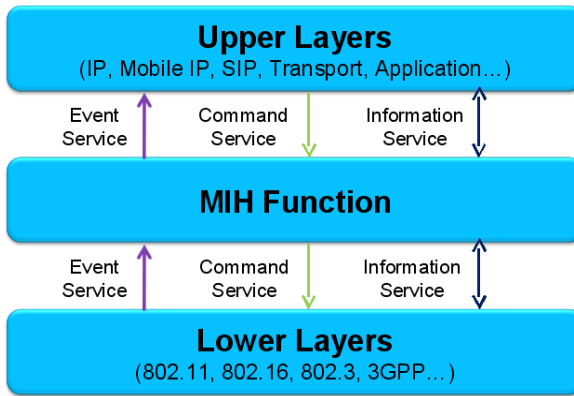 Upper Layers
(IP, Mobile IP, SIP, Transport, Application…)
Event
Service
Command
Service
Information
Service
MIH Function
Event
Service
Command
Service
Information
Service
Lower Layers
(802.11, 802.16, 802.3, 3GPP…)